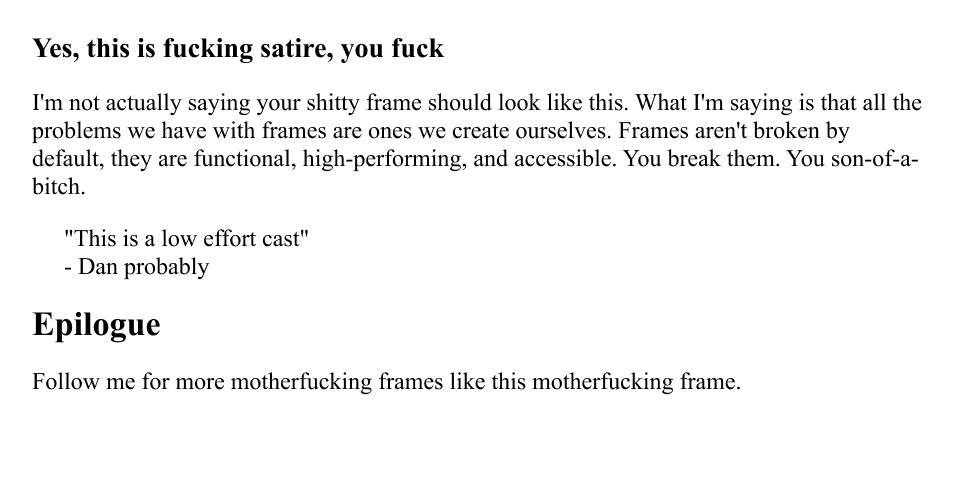 Yes, this is fucking satire, you fuck
I'm not actually saying your shitty frame should look like this. What I'm saying is that all the
problems we have with frames are ones we create ourselves. Frames aren't broken by
default, they are functional, high-performing, and accessible. You break them. You son-of-a-
bitch.
"This is a low effort cast"
- Dan probably
Epilogue
Follow me for more motherfucking frames like this motherfucking frame.